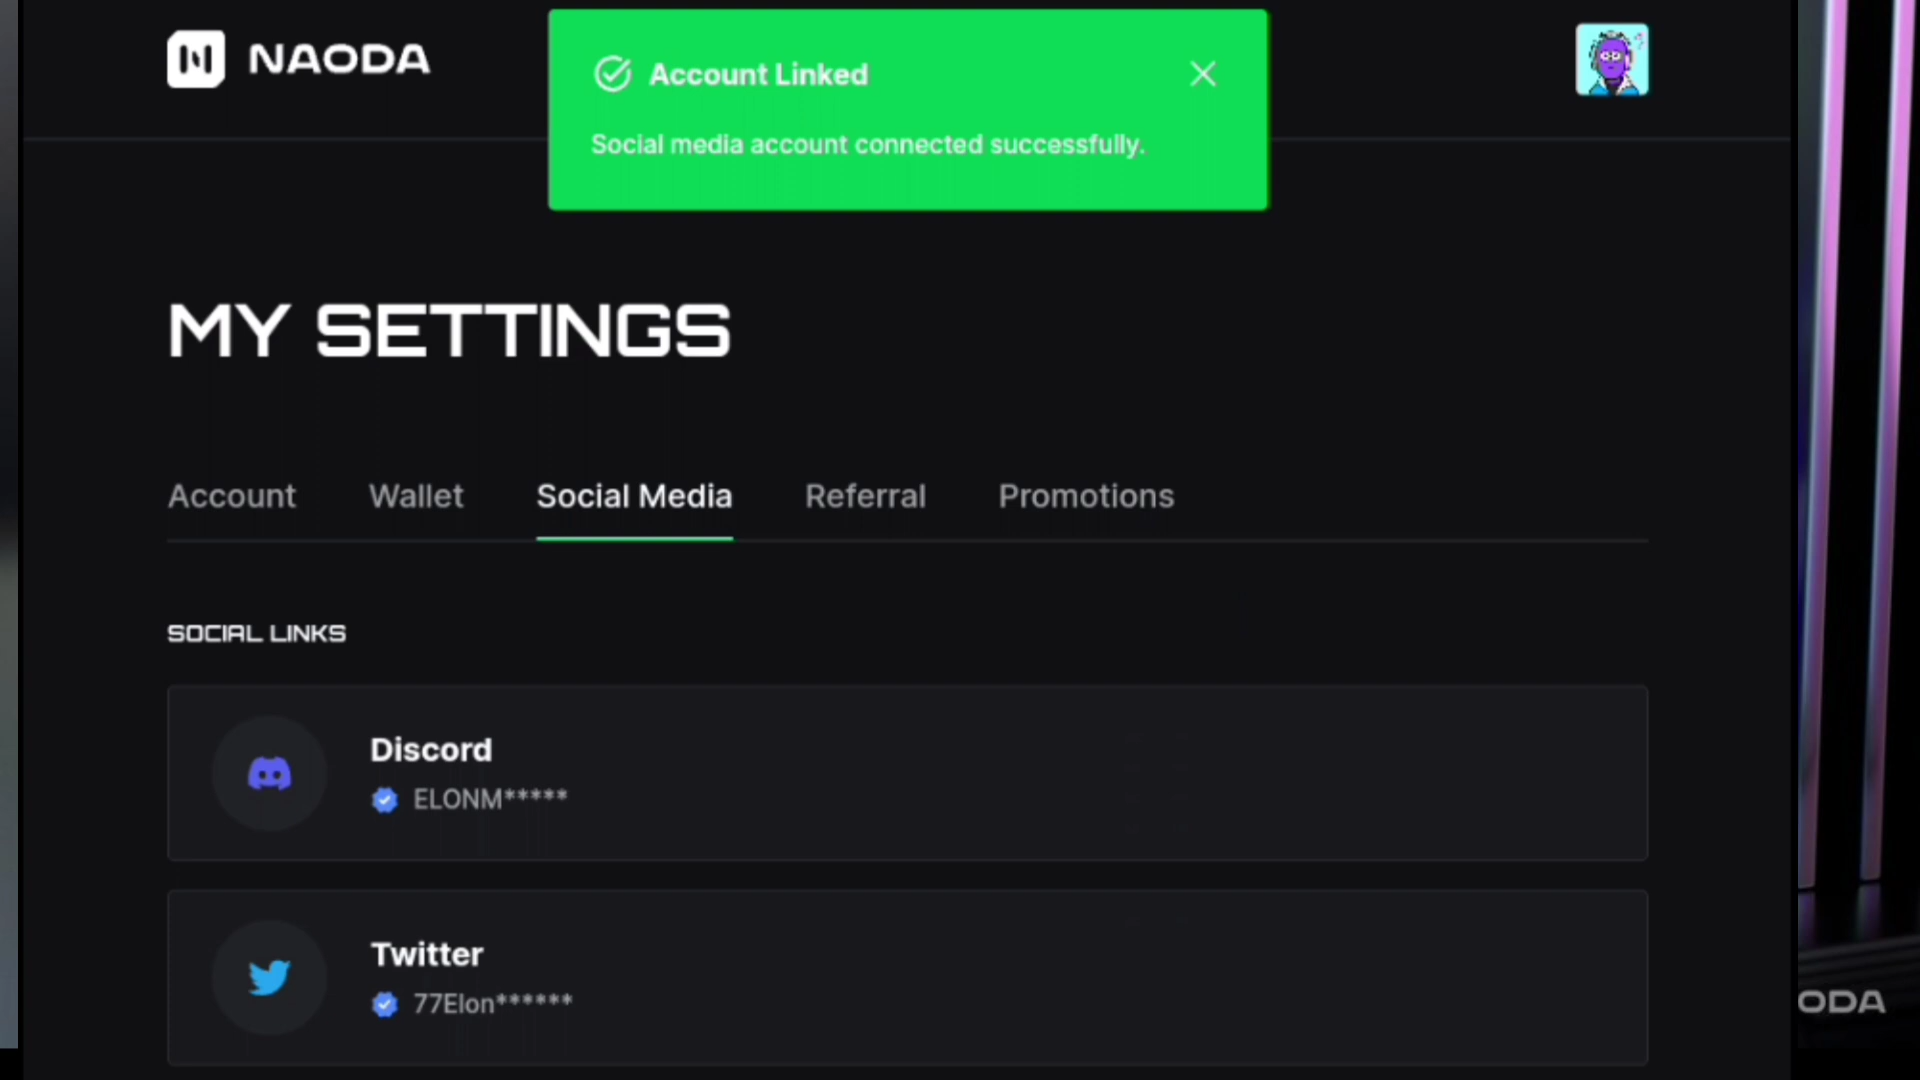 NAODA
Account Linked
Social media account connected successfully.
MY SETTINGS
Account Wallet Social Media Referral Promotions
SOCIAL LINKS
Discord
ELONM*****
Twitter
77Elon******
ODA